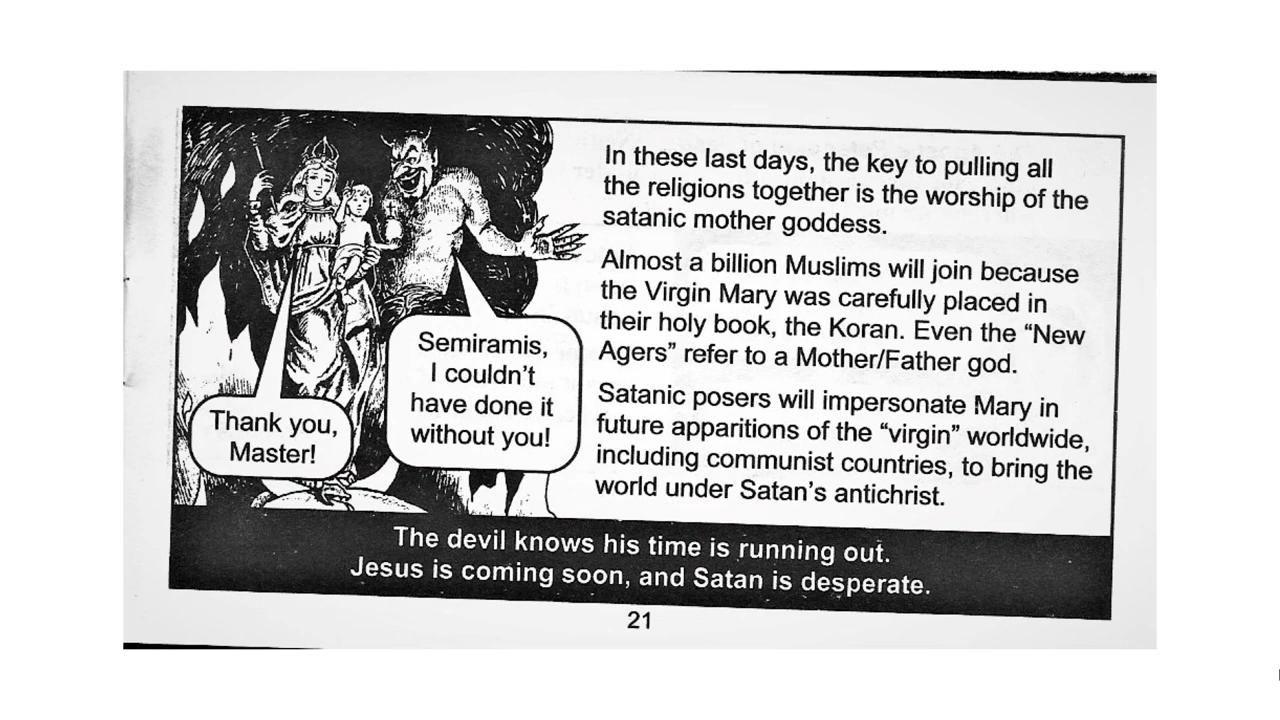 In these last days, the key to pulling all
the religions together is the worship of the
satanic mother goddess.
Almost a billion Muslims will join because
the Virgin Mary was carefully placed in
their holy book, the Koran. Even the “New
Agers” refer to a Mother/Father god.
Satanic posers will impersonate Mary in
future apparitions of the “virgin” worldwide,
including communist countries, to bring the
world under Satan’s antichrist.
Semiramis,
I couldn’t
have done it
without you!
Thank you,
Master!
The devil knows his time is running out.
Jesus is coming soon, and Satan is desperate.
21